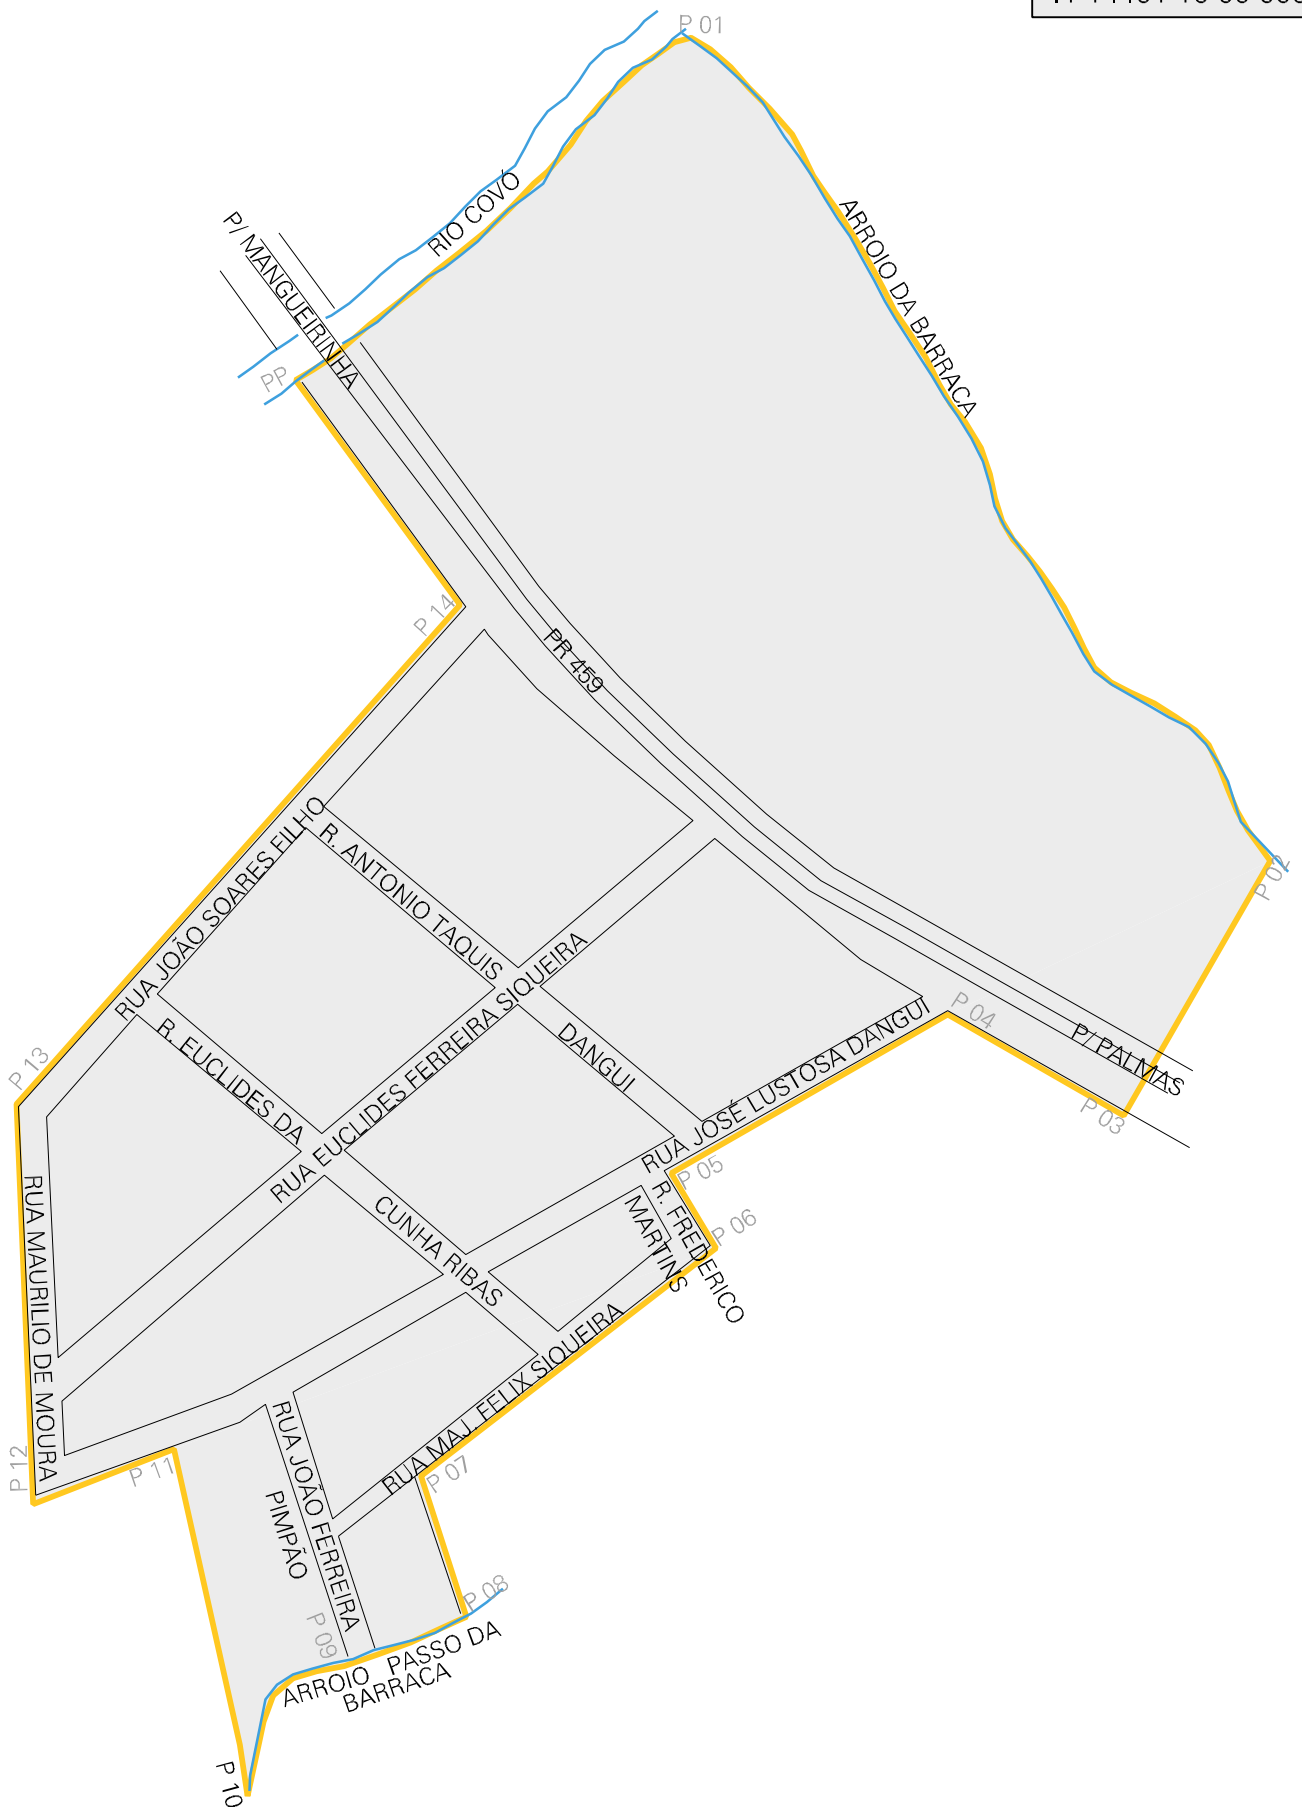 P 01
RIO COVÓ
P/ MANGUEIRINHA
ARROIO DA BARRACA
PP
P 14
PR 459
RUA JOÃO SOARES FILHO
R. ANTONIO TAQUIS
DANGUI
P 02
RUA EUCLIDES FERREIRA SIQUEIRA
P 04
P/ PALMAS
P 03
P 13
R. EUCLIDES DA
CUNHA RIBAS
RUA JOSÉ LUSTOSA DANGUI
P 05
R. FREDERICO
MARTINS
P 06
RUA MAURILIO DE MOURA
RUA MAJ. FELIX SIQUEIRA
P 12
P 11
P 07
RUA JOÃO FERREIRA
PIMPÃO
P 08
P 09
ARROIO PASSO DA
BARRACA
P 10